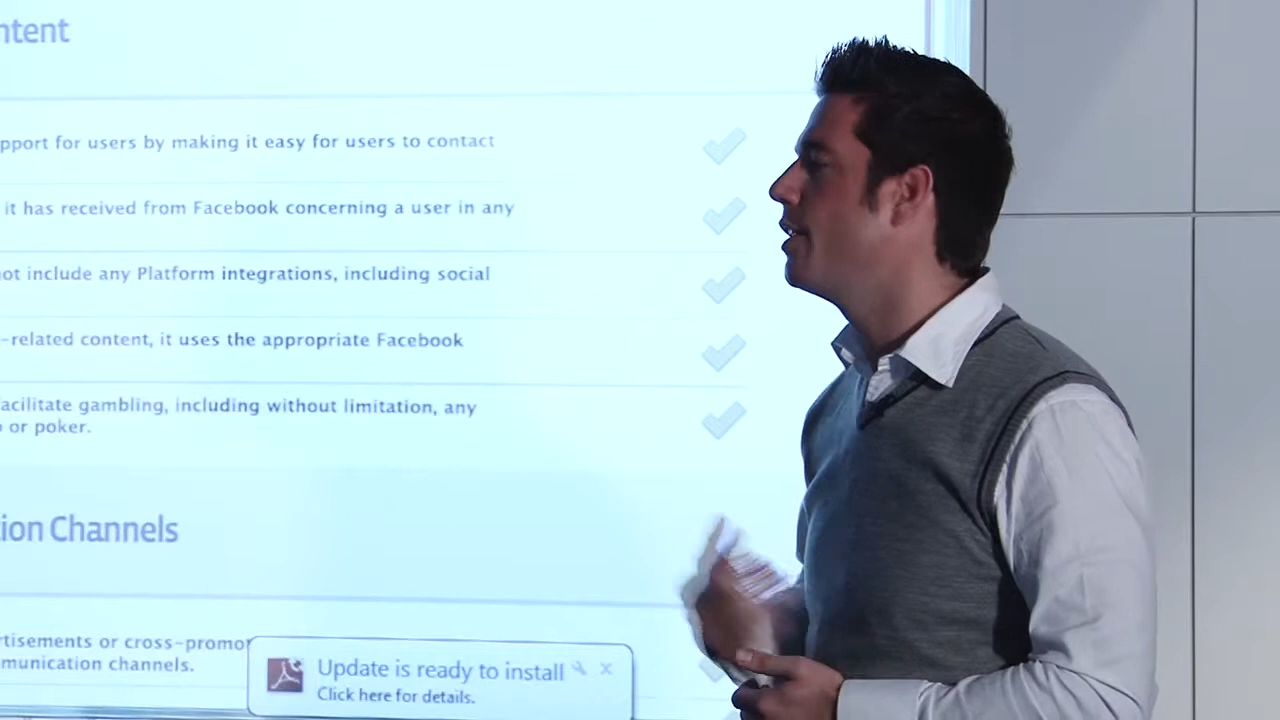 ntent
pport for users by making it easy for users to contact
it has received from Facebook concerning a user in any
ot include any Platform integrations, including social
-related content, it uses the appropriate Facebook
acilitate gambling, including without limitation, any
o or poker.
tion Channels
rtisements or cross-promo
munication channels.
Update is ready to install
Click here for details.